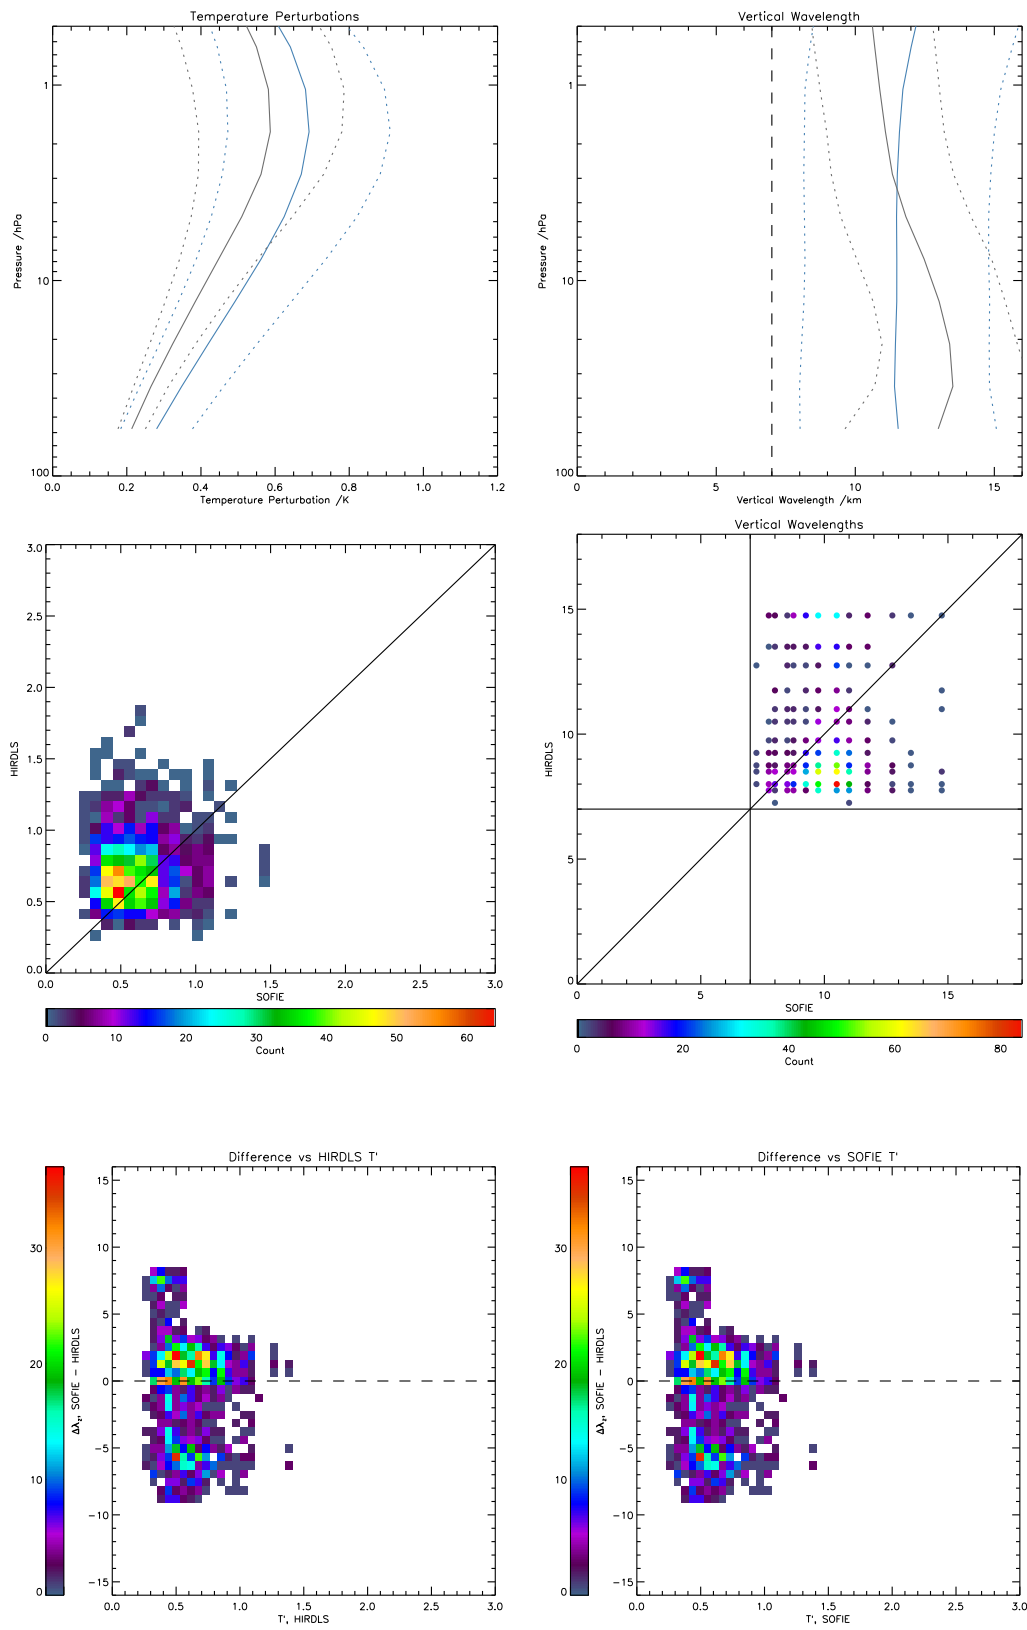 Temperature Perturbations
Pressure /hPa
1
10
100
0.0 0.2 0.4 0.6 0.8 1.0 1.2
Temperature Perturbation /K
Vertical Wavelength
Pressure /hPa
1
10
100
0 5 10 15
Vertical Wavelength /km
HIRDLS
3.0
2.5
2.0
1.5
1.0
0.5
0.0
0.0 0.5 1.0 1.5 2.0 2.5 3.0
SOFIE
0 10 20 30 40 50 60
Count
Vertical Wavelengths
HIRDLS
15
10
5
0
0 5 10 15
SOFIE
0 20 40 60 80
Count
Difference vs HIRDLS T'
30
20
10
0
Δλz, SOFIE − HIRDLS
15
10
5
0
−5
−10
−15
0.0 0.5 1.0 1.5 2.0 2.5 3.0
T', HIRDLS
Difference vs SOFIE T'
30
20
10
0
Δλz, SOFIE − HIRDLS
15
10
5
0
−5
−10
−15
0.0 0.5 1.0 1.5 2.0 2.5 3.0
T', SOFIE